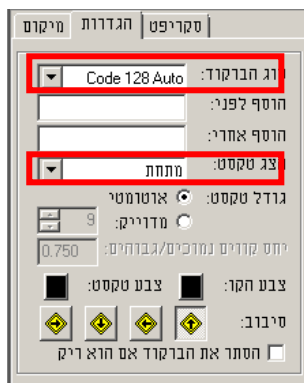 סקריפט הגדרות מיקום
סוג הברקוד: Code 128 Auto
הוסף לפני:
הוסף אחרי:
הצג טקסט: מתחת
גודל טקסט: אוטומטי
מדוייק: 9
יחס קווים נמוכים/גבוהים: 0.750
צבע הקו: צבע טקסט:
סיבוב:
הסתר את הברקוד אם הוא ריק